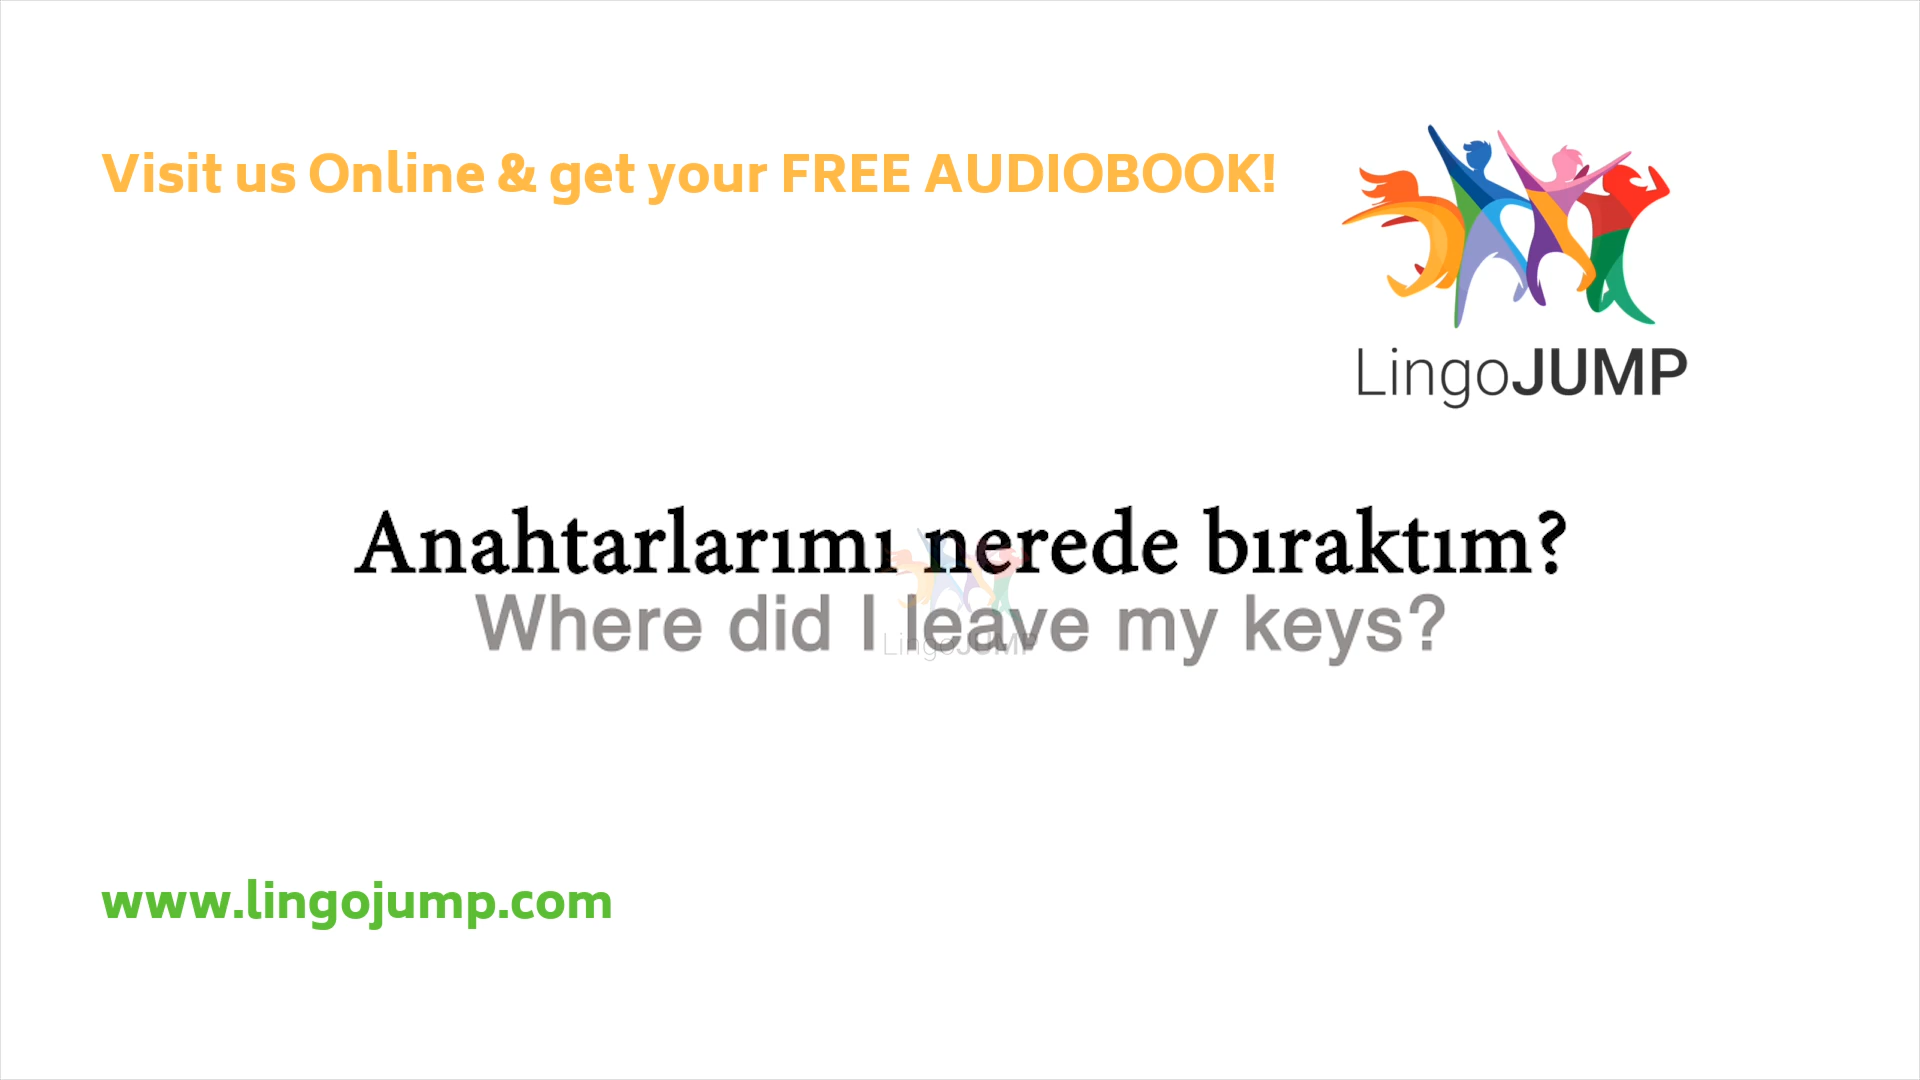 Visit us Online & get your FREE AUDIOBOOK!
LingoJUMP
Anahtarlarımı nerede bıraktım?
Where did I leave my keys?
LingoJUMP
www.lingojump.com